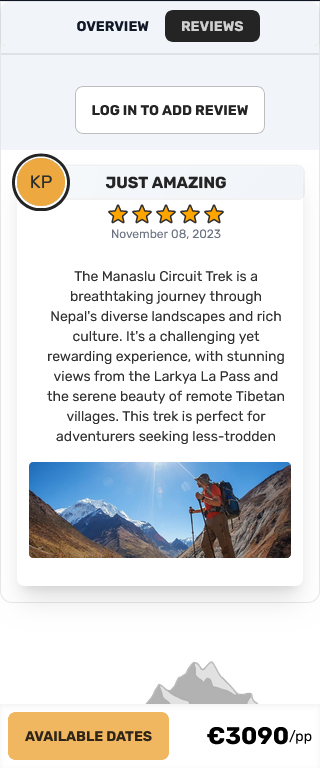 OVERVIEW REVIEWS
LOG IN TO ADD REVIEW
KP JUST AMAZING
November 08, 2023
The Manaslu Circuit Trek is a
breathtaking journey through
Nepal's diverse landscapes and rich
culture. It's a challenging yet
rewarding experience, with stunning
views from the Larkya La Pass and
the serene beauty of remote Tibetan
villages. This trek is perfect for
adventurers seeking less-trodden
AVAILABLE DATES €3090/pp